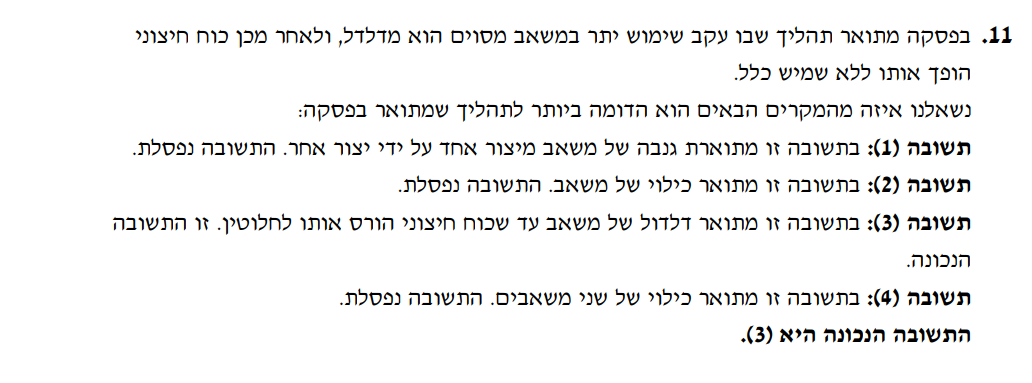 11. בפסקה מתואר תהליך שבו עקב שימוש יתר במשאב מסוים הוא מדלדל, ולאחר מכן כוח חיצוני
הופך אותו ללא שמיש כלל.
נשאלנו איזה מהמקרים הבאים הוא הדומה ביותר לתהליך שמתואר בפסקה:
תשובה (1): בתשובה זו מתוארת גנבה של משאב מיצור אחד על ידי יצור אחר. התשובה נפסלת.
תשובה (2): בתשובה זו מתואר כילוי של משאב. התשובה נפסלת.
תשובה (3): בתשובה זו מתואר דלדול של משאב עד שכוח חיצוני הורס אותו לחלוטין. זו התשובה
הנכונה.
תשובה (4): בתשובה זו מתואר כילוי של שני משאבים. התשובה נפסלת.
התשובה הנכונה היא (3).